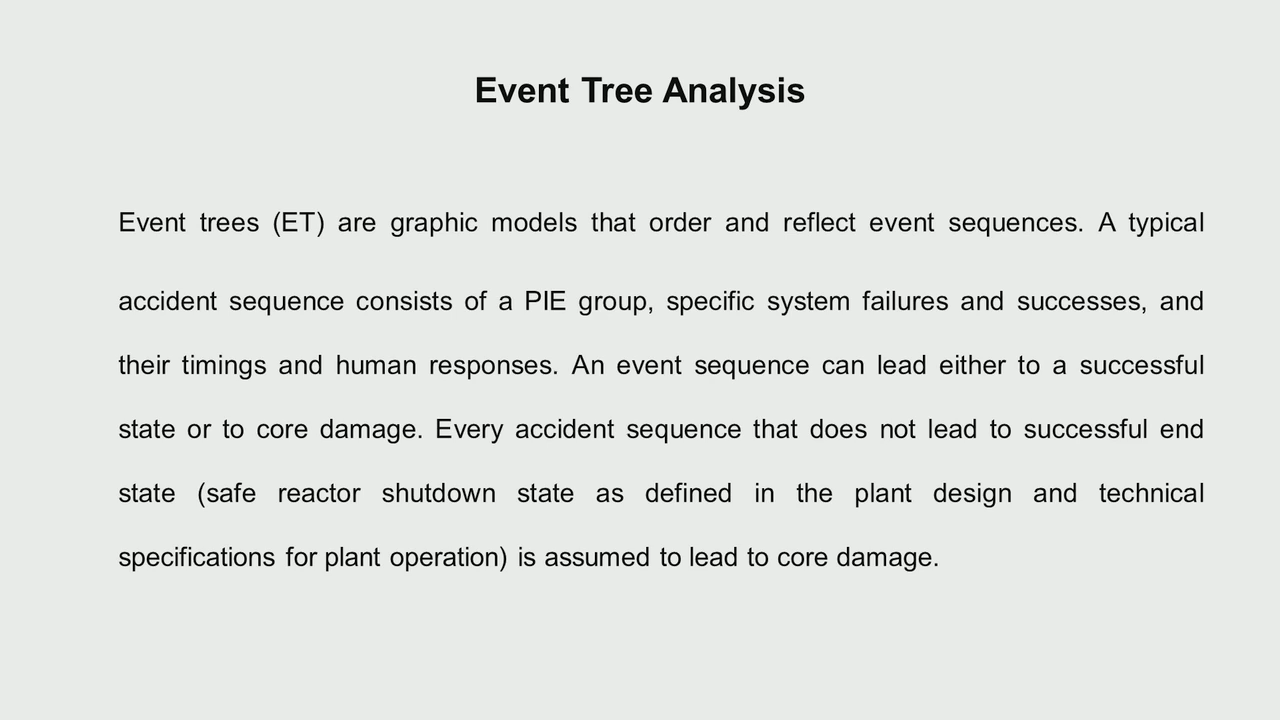 Event Tree Analysis
Event trees (ET) are graphic models that order and reflect event sequences. A typical
accident sequence consists of a PIE group, specific system failures and successes, and
their timings and human responses. An event sequence can lead either to a successful
state or to core damage. Every accident sequence that does not lead to successful end
state (safe reactor shutdown state as defined in the plant design and technical
specifications for plant operation) is assumed to lead to core damage.